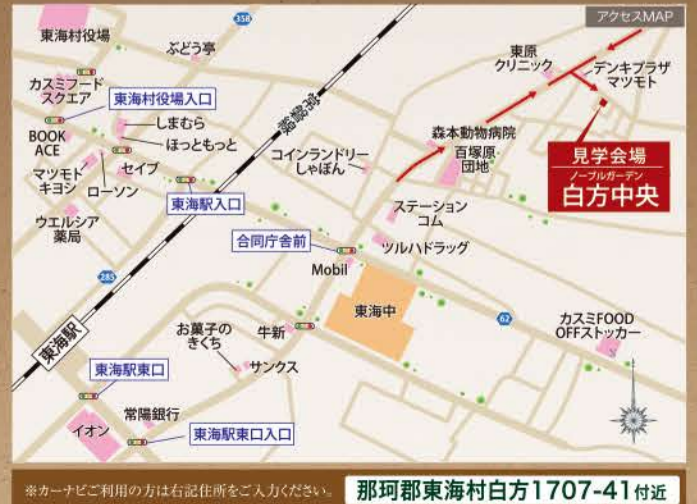 アクセスMAP
358
東海村役場
ぶどう亭
東原
クリニック
デンキプラザ
マツモト
カスミフード
スクエア
東海村役場入口
常磐線
BOOK
ACE
しまむら
ほっともっと
コインランドリー
しゃぼん
森本動物病院
百塚原
団地
見学会場
ノーブルガーデン
白方中央
マツモト
キヨシ
ローソン
セイブ
東海駅入口
ウエルシア
薬局
ステーション
コム
合同庁舎前
ツルハドラッグ
Mobil
285
東海中
62
カスミFOOD
OFFストッカー
東海駅
お菓子の
きくち
牛新
サンクス
東海駅東口
イオン
常陽銀行
東海駅東口入口
※カーナビご利用の方は右記住所をご入力ください。
那珂郡東海村白方1707-41付近